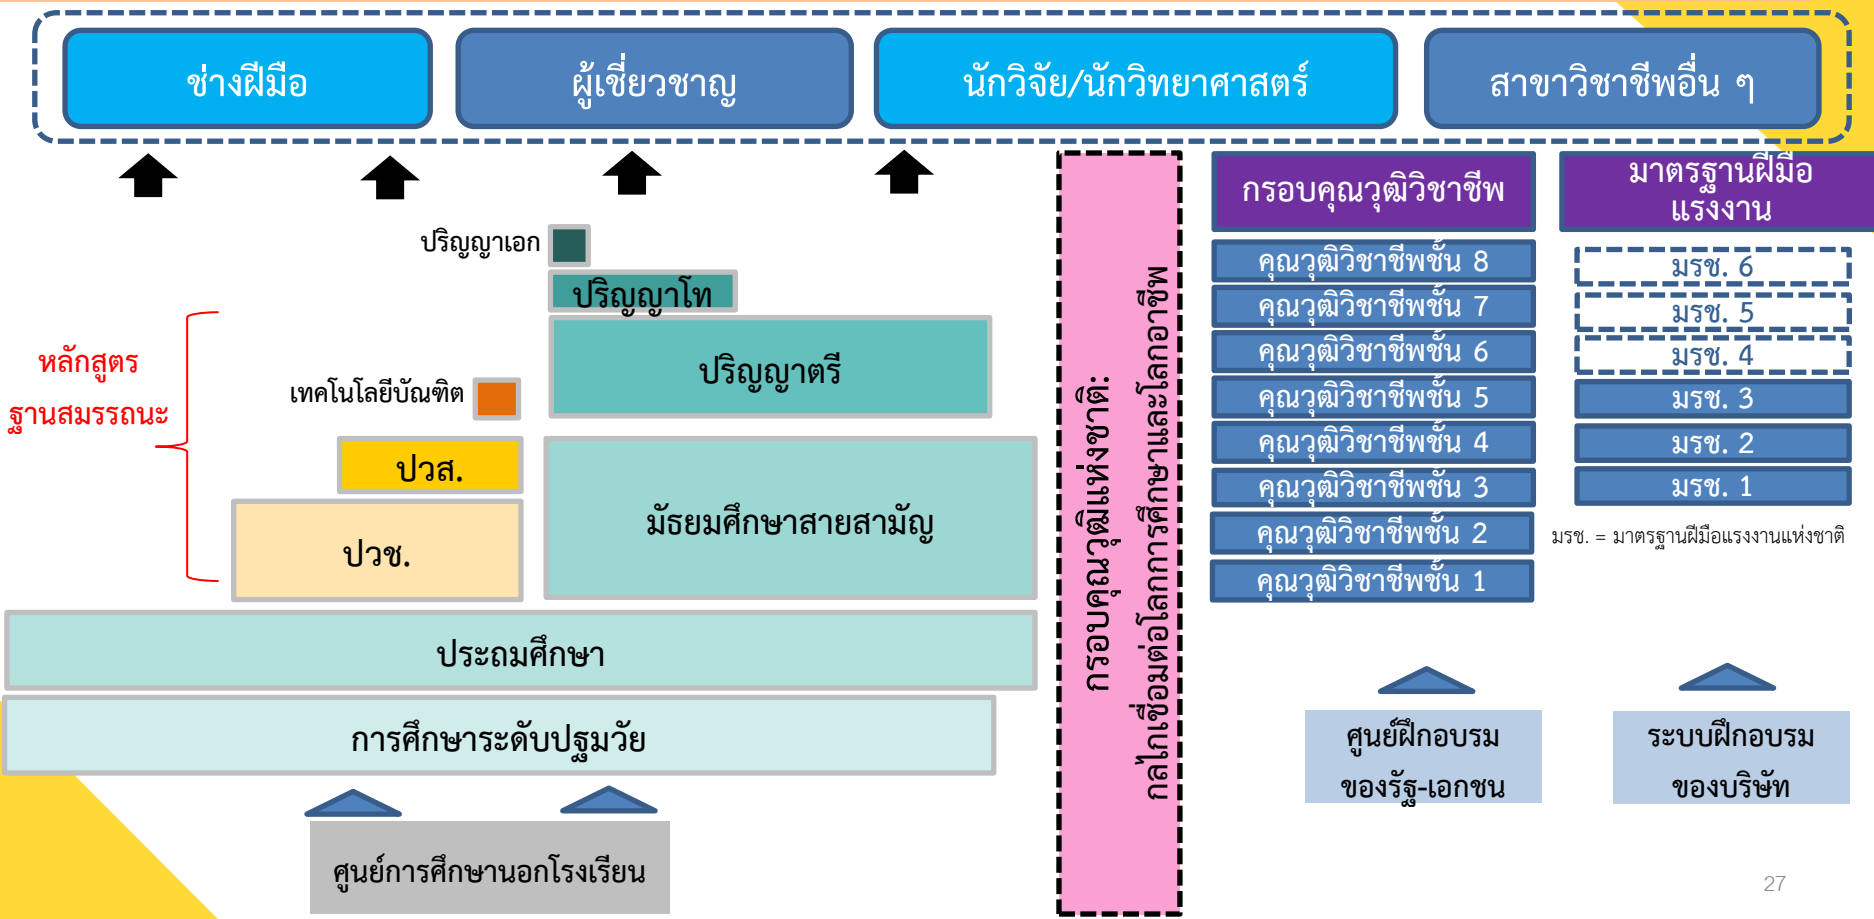 ช่างฝีมือ
ผู้เชี่ยวชาญ
นักวิจัย/นักวิทยาศาสตร์
สาขาวิชาชีพอื่น ๆ
ปริญญาเอก
ปริญญาโท
ปริญญาตรี
หลักสูตร
ฐานสมรรถนะ
เทคโนโลยีบัณฑิต
ปวส.
ปวช.
มัธยมศึกษาสายสามัญ
ประถมศึกษา
การศึกษาระดับปฐมวัย
ศูนย์การศึกษานอกโรงเรียน
กรอบคุณวุฒิแห่งชาติ:
กลไกเชื่อมต่อโลกการศึกษาและโลกอาชีพ
กรอบคุณวุฒิวิชาชีพ
คุณวุฒิวิชาชีพชั้น 8
คุณวุฒิวิชาชีพชั้น 7
คุณวุฒิวิชาชีพชั้น 6
คุณวุฒิวิชาชีพชั้น 5
คุณวุฒิวิชาชีพชั้น 4
คุณวุฒิวิชาชีพชั้น 3
คุณวุฒิวิชาชีพชั้น 2
คุณวุฒิวิชาชีพชั้น 1
ศูนย์ฝึกอบรม
ของรัฐ-เอกชน
มาตรฐานฝีมือ
แรงงาน
มรช. 6
มรช. 5
มรช. 4
มรช. 3
มรช. 2
มรช. 1
มรช. = มาตรฐานฝีมือแรงงานแห่งชาติ
ระบบฝึกอบรม
ของบริษัท
27